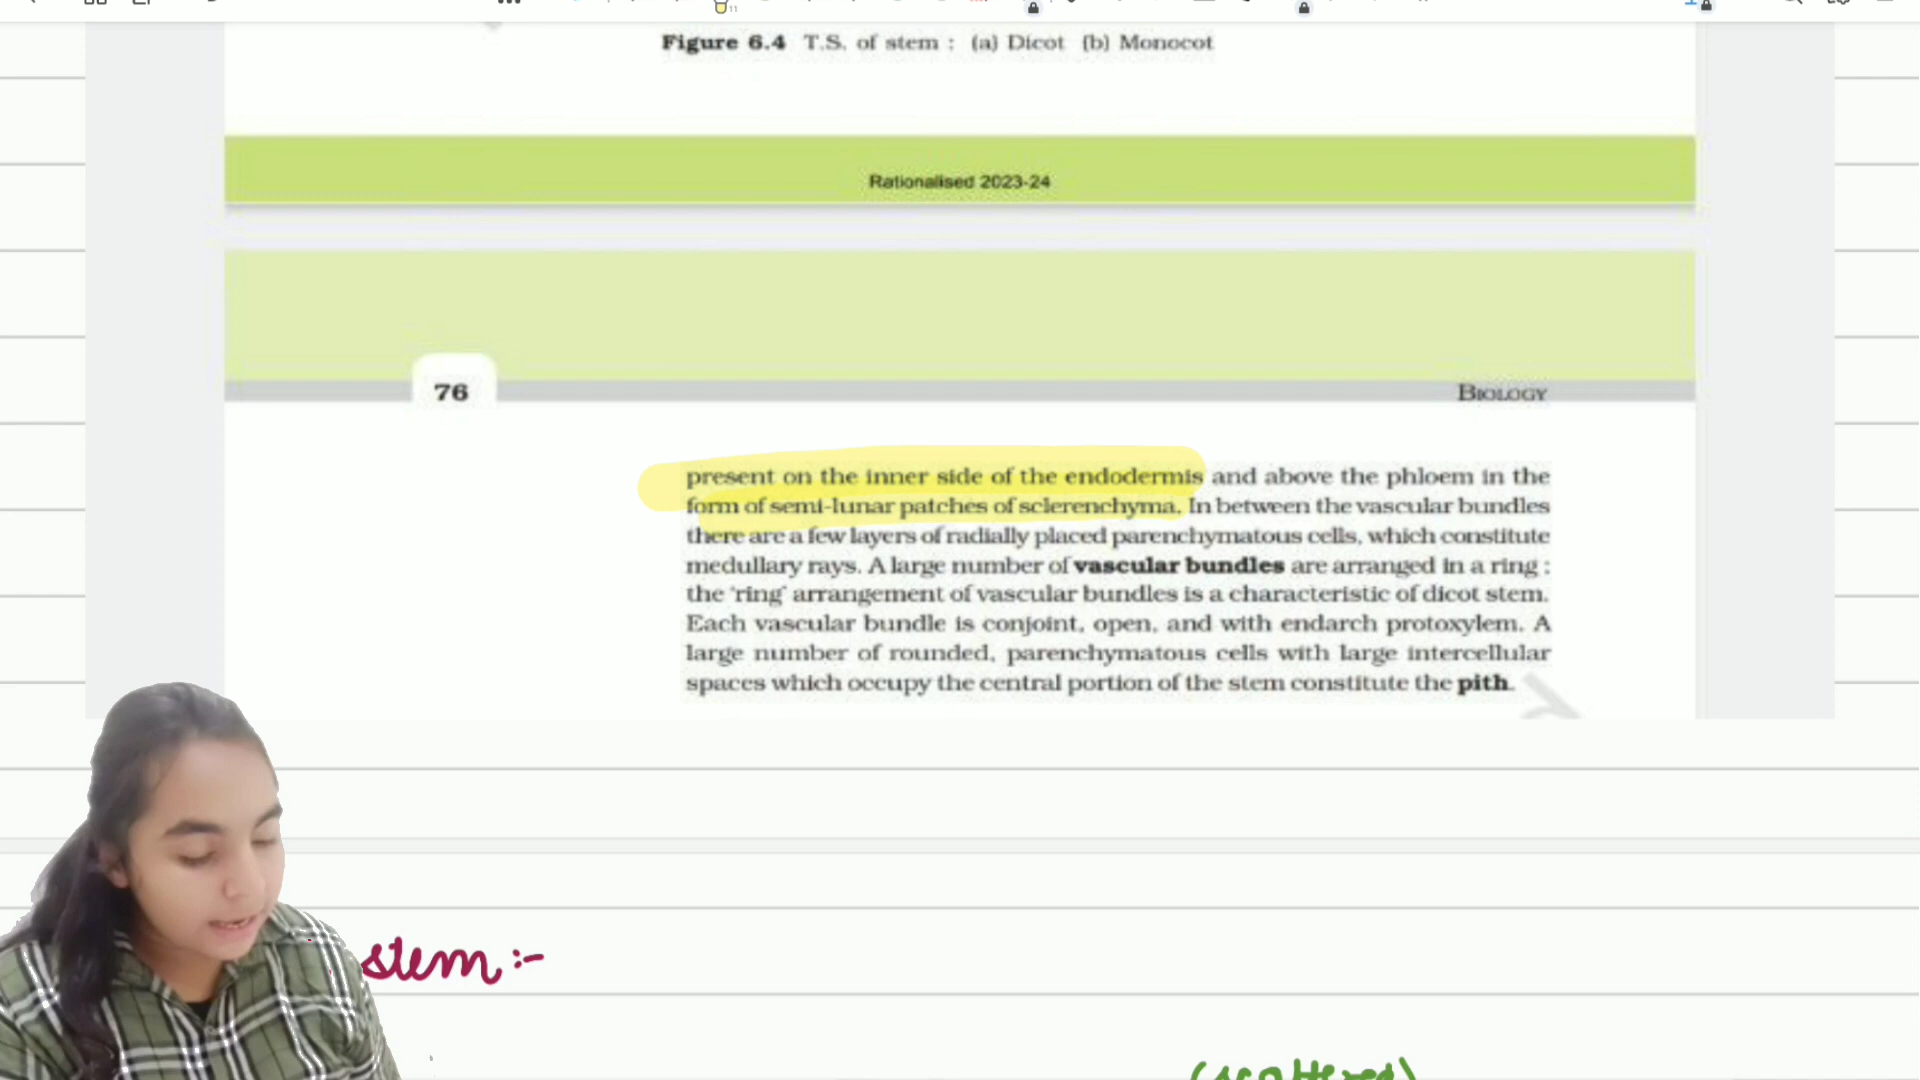 11
Figure 6.4 T.S. of stem : (a) Dicot (b) Monocot
Rationalised 2023-24
76
BIOLOGY
present on the inner side of the endodermis and above the phloem in the
form of semi-lunar patches of sclerenchyma. In between the vascular bundles
there are a few layers of radially placed parenchymatous cells, which constitute
medullary rays. A large number of vascular bundles are arranged in a ring ;
the 'ring' arrangement of vascular bundles is a characteristic of dicot stem.
Each vascular bundle is conjoint, open, and with endarch protoxylem. A
large number of rounded, parenchymatous cells with large intercellular
spaces which occupy the central portion of the stem constitute the pith.
stem :-
(scattered)